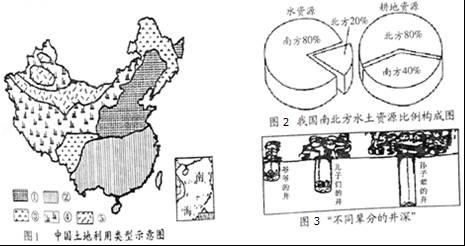 水资源
北方20%
南方80%
耕地资源
北方80%
南方40%
图2 我国南北方水土资源比例构成图
南
海
① ②
③ ④ ⑤
图1 中国土地利用类型示意图
爷爷的井
儿子们的井
孙子辈的井
图3 “不同辈分的井深”